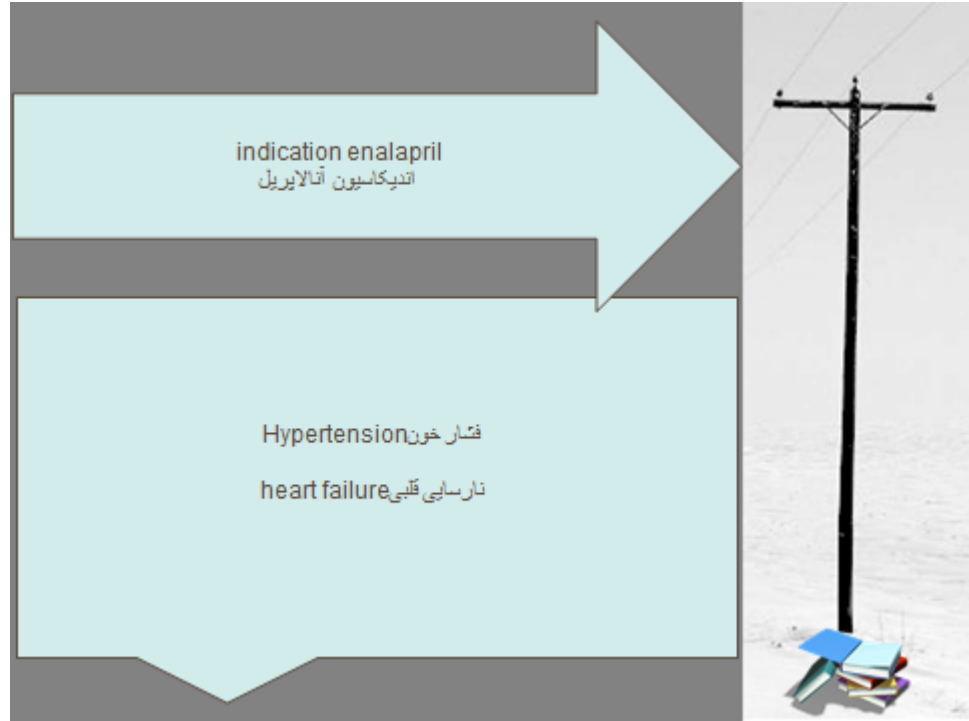 indication enalapril
اندیکاسیون آنالاپریل
فشار خونHypertension
نارسایی قلبیheart failure